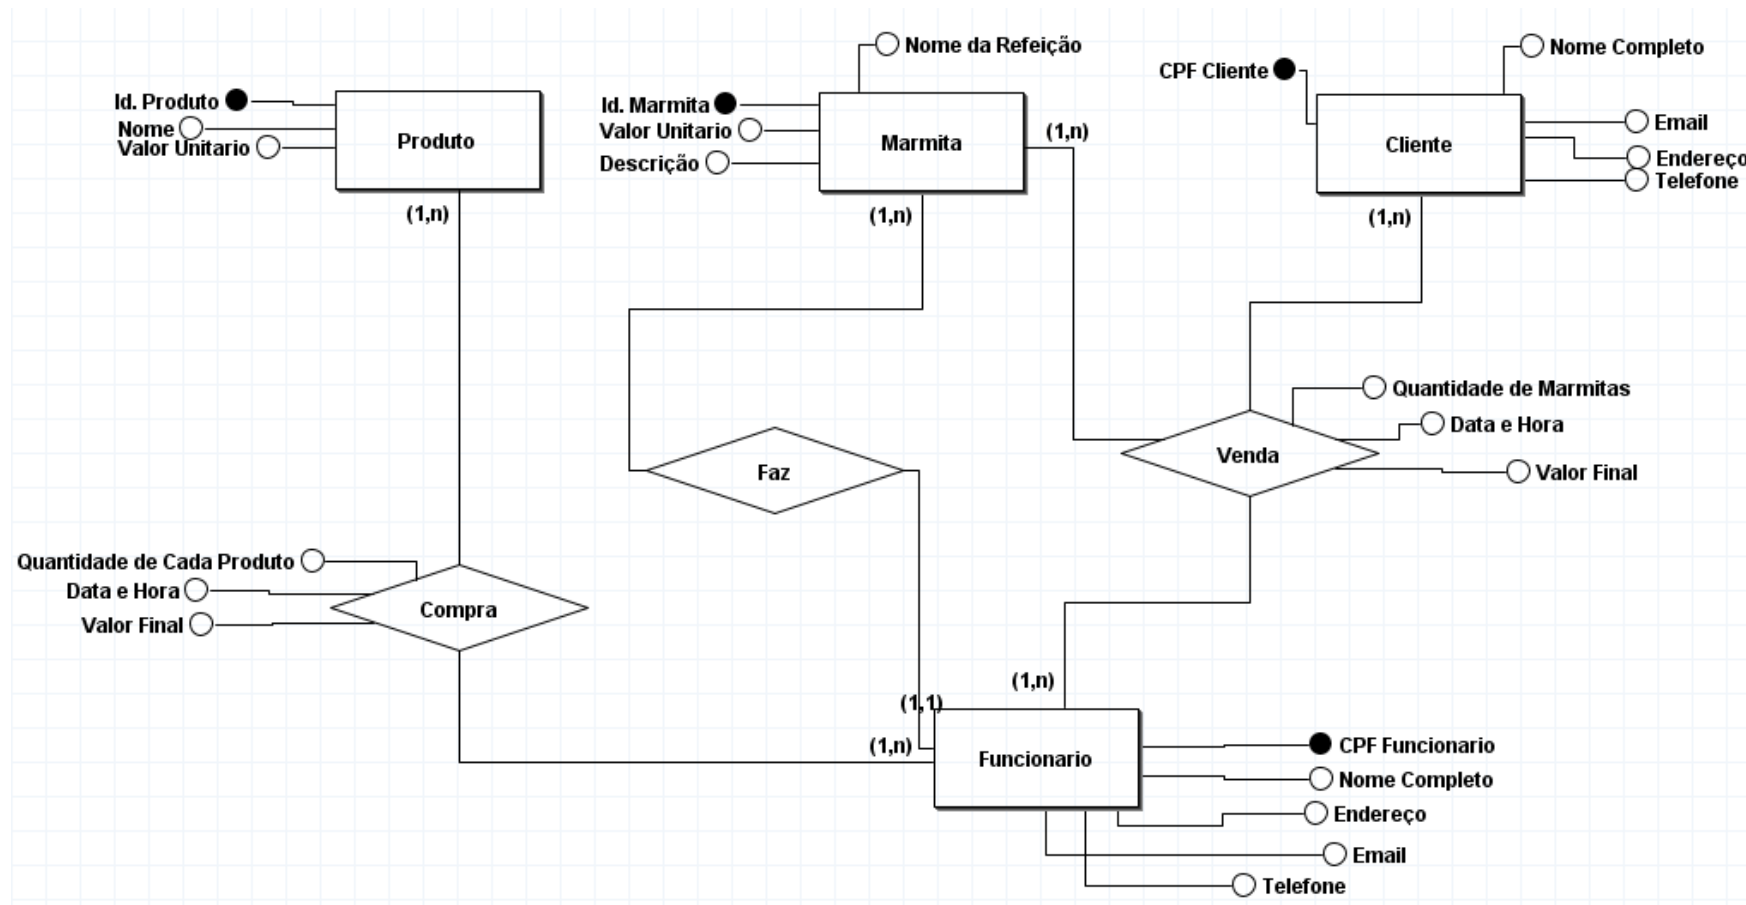 Nome da Refeição
Nome Completo
CPF Cliente
Id. Produto
Id. Marmita
Nome
Valor Unitario
Valor Unitario
Descrição
Produto
Marmita
(1,n)
Cliente
Email
Endereço
Telefone
(1,n)
(1,n)
(1,n)
Quantidade de Marmitas
Data e Hora
Venda
Valor Final
Faz
Quantidade de Cada Produto
Data e Hora
Valor Final
Compra
(1,n)
(1,1)
(1,n)
Funcionario
CPF Funcionario
Nome Completo
Endereço
Email
Telefone